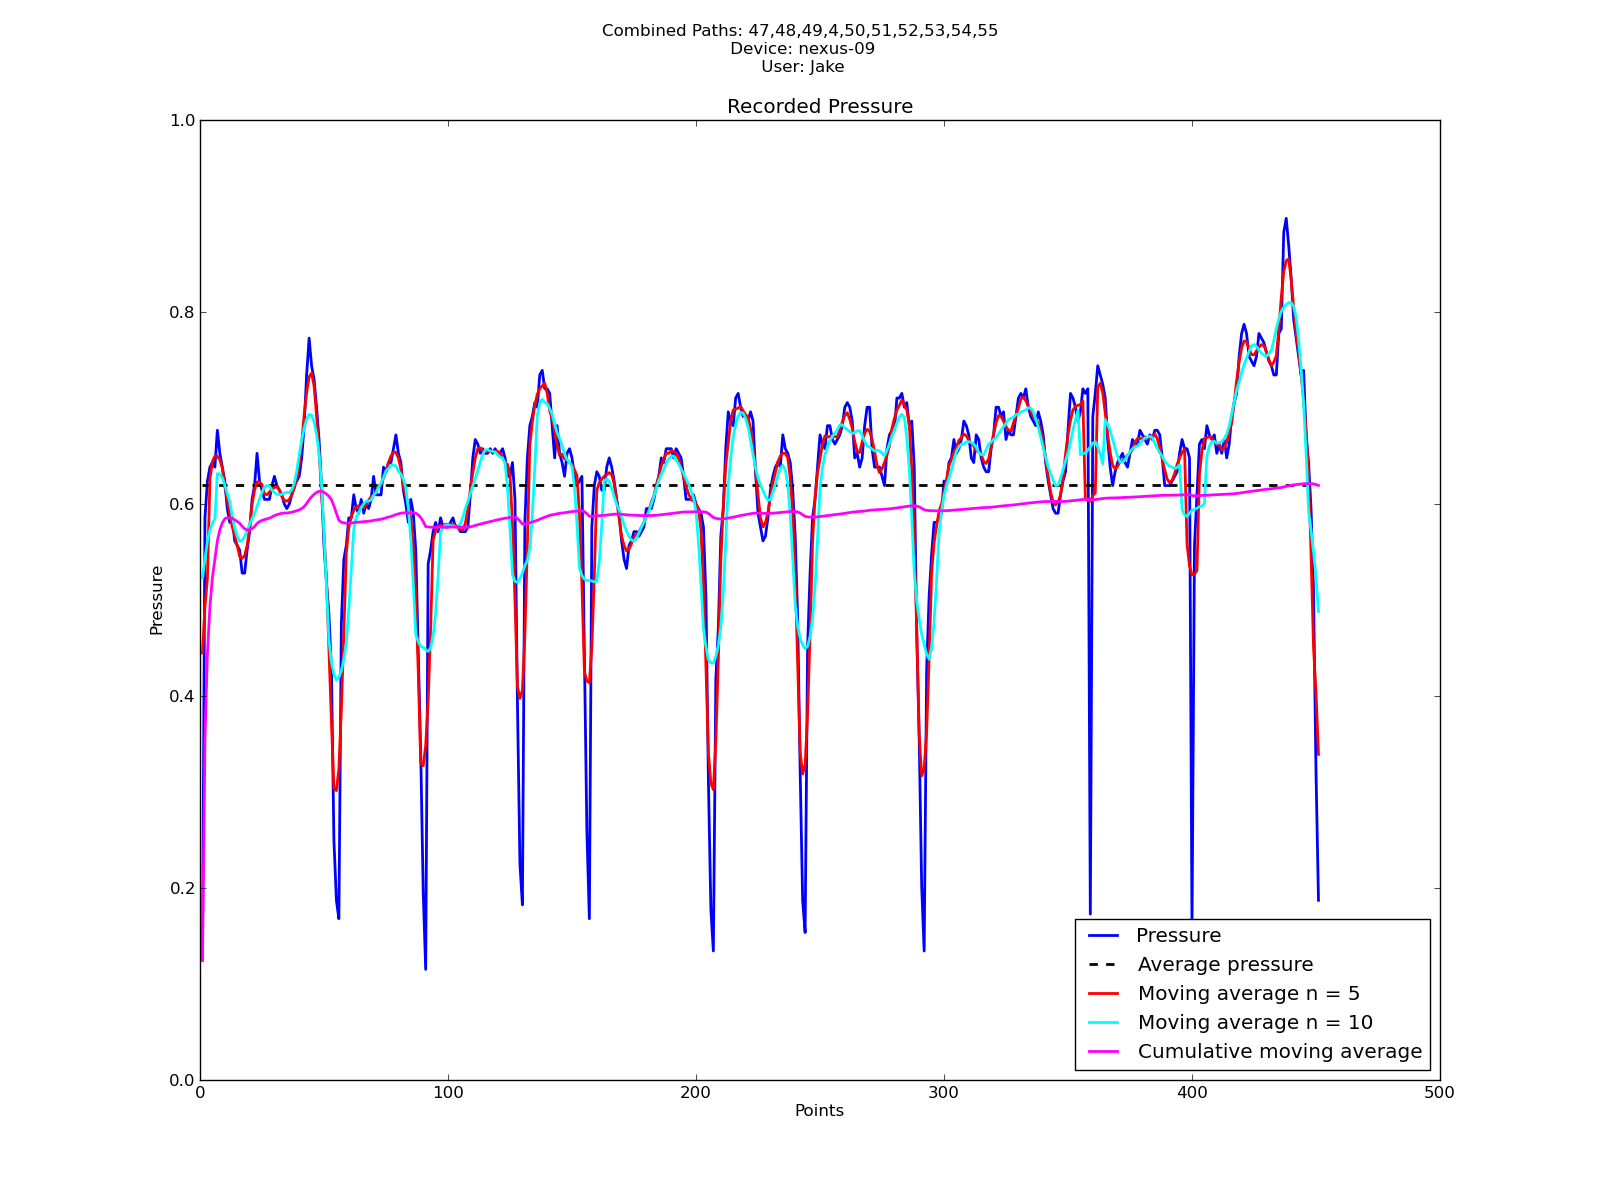 Combined Paths: 47,48,49,4,50,51,52,53,54,55
Device: nexus-09
User: Jake
Recorded Pressure
1.0
0.8
0.6
0.4
0.2
0.0
Pressure
0 100 200 300 400 500
Points
Pressure
Average pressure
Moving average n = 5
Moving average n = 10
Cumulative moving average